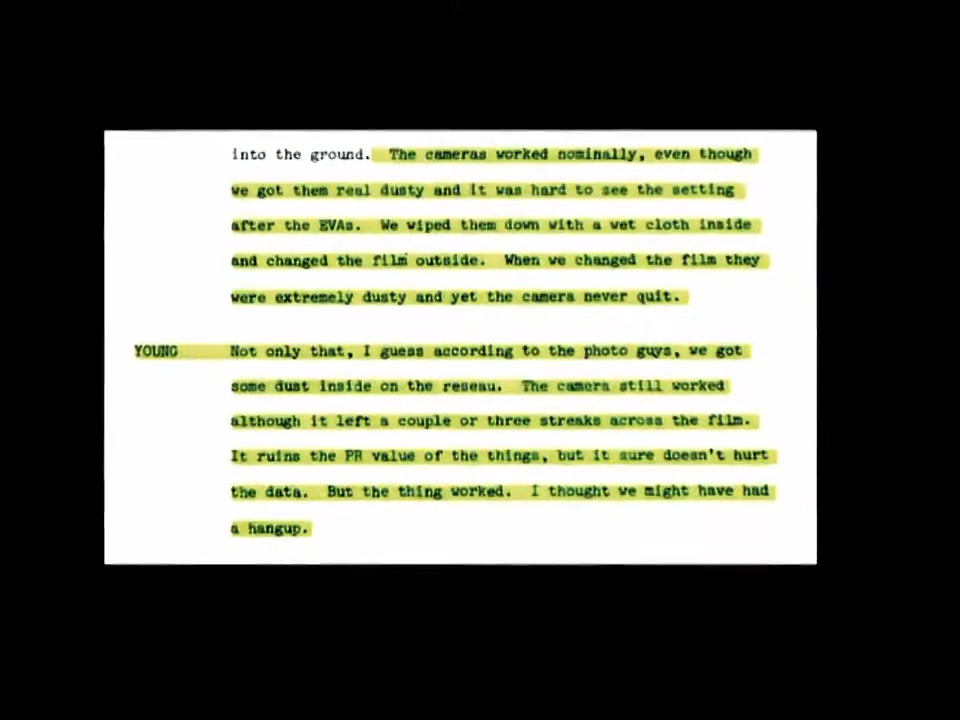 into the ground. The cameras worked nominally, even though
we got them real dusty and it was hard to see the setting
after the EVAs. We wiped them down with a wet cloth inside
and changed the film outside. When we changed the film they
were extremely dusty and yet the camera never quit.
YOUNG Not only that, I guess according to the photo guys, we got
some dust inside on the reseau. The camera still worked
although it left a couple or three streaks across the film.
It ruins the PR value of the things, but it sure doesn't hurt
the data. But the thing worked. I thought we might have had
a hangup.